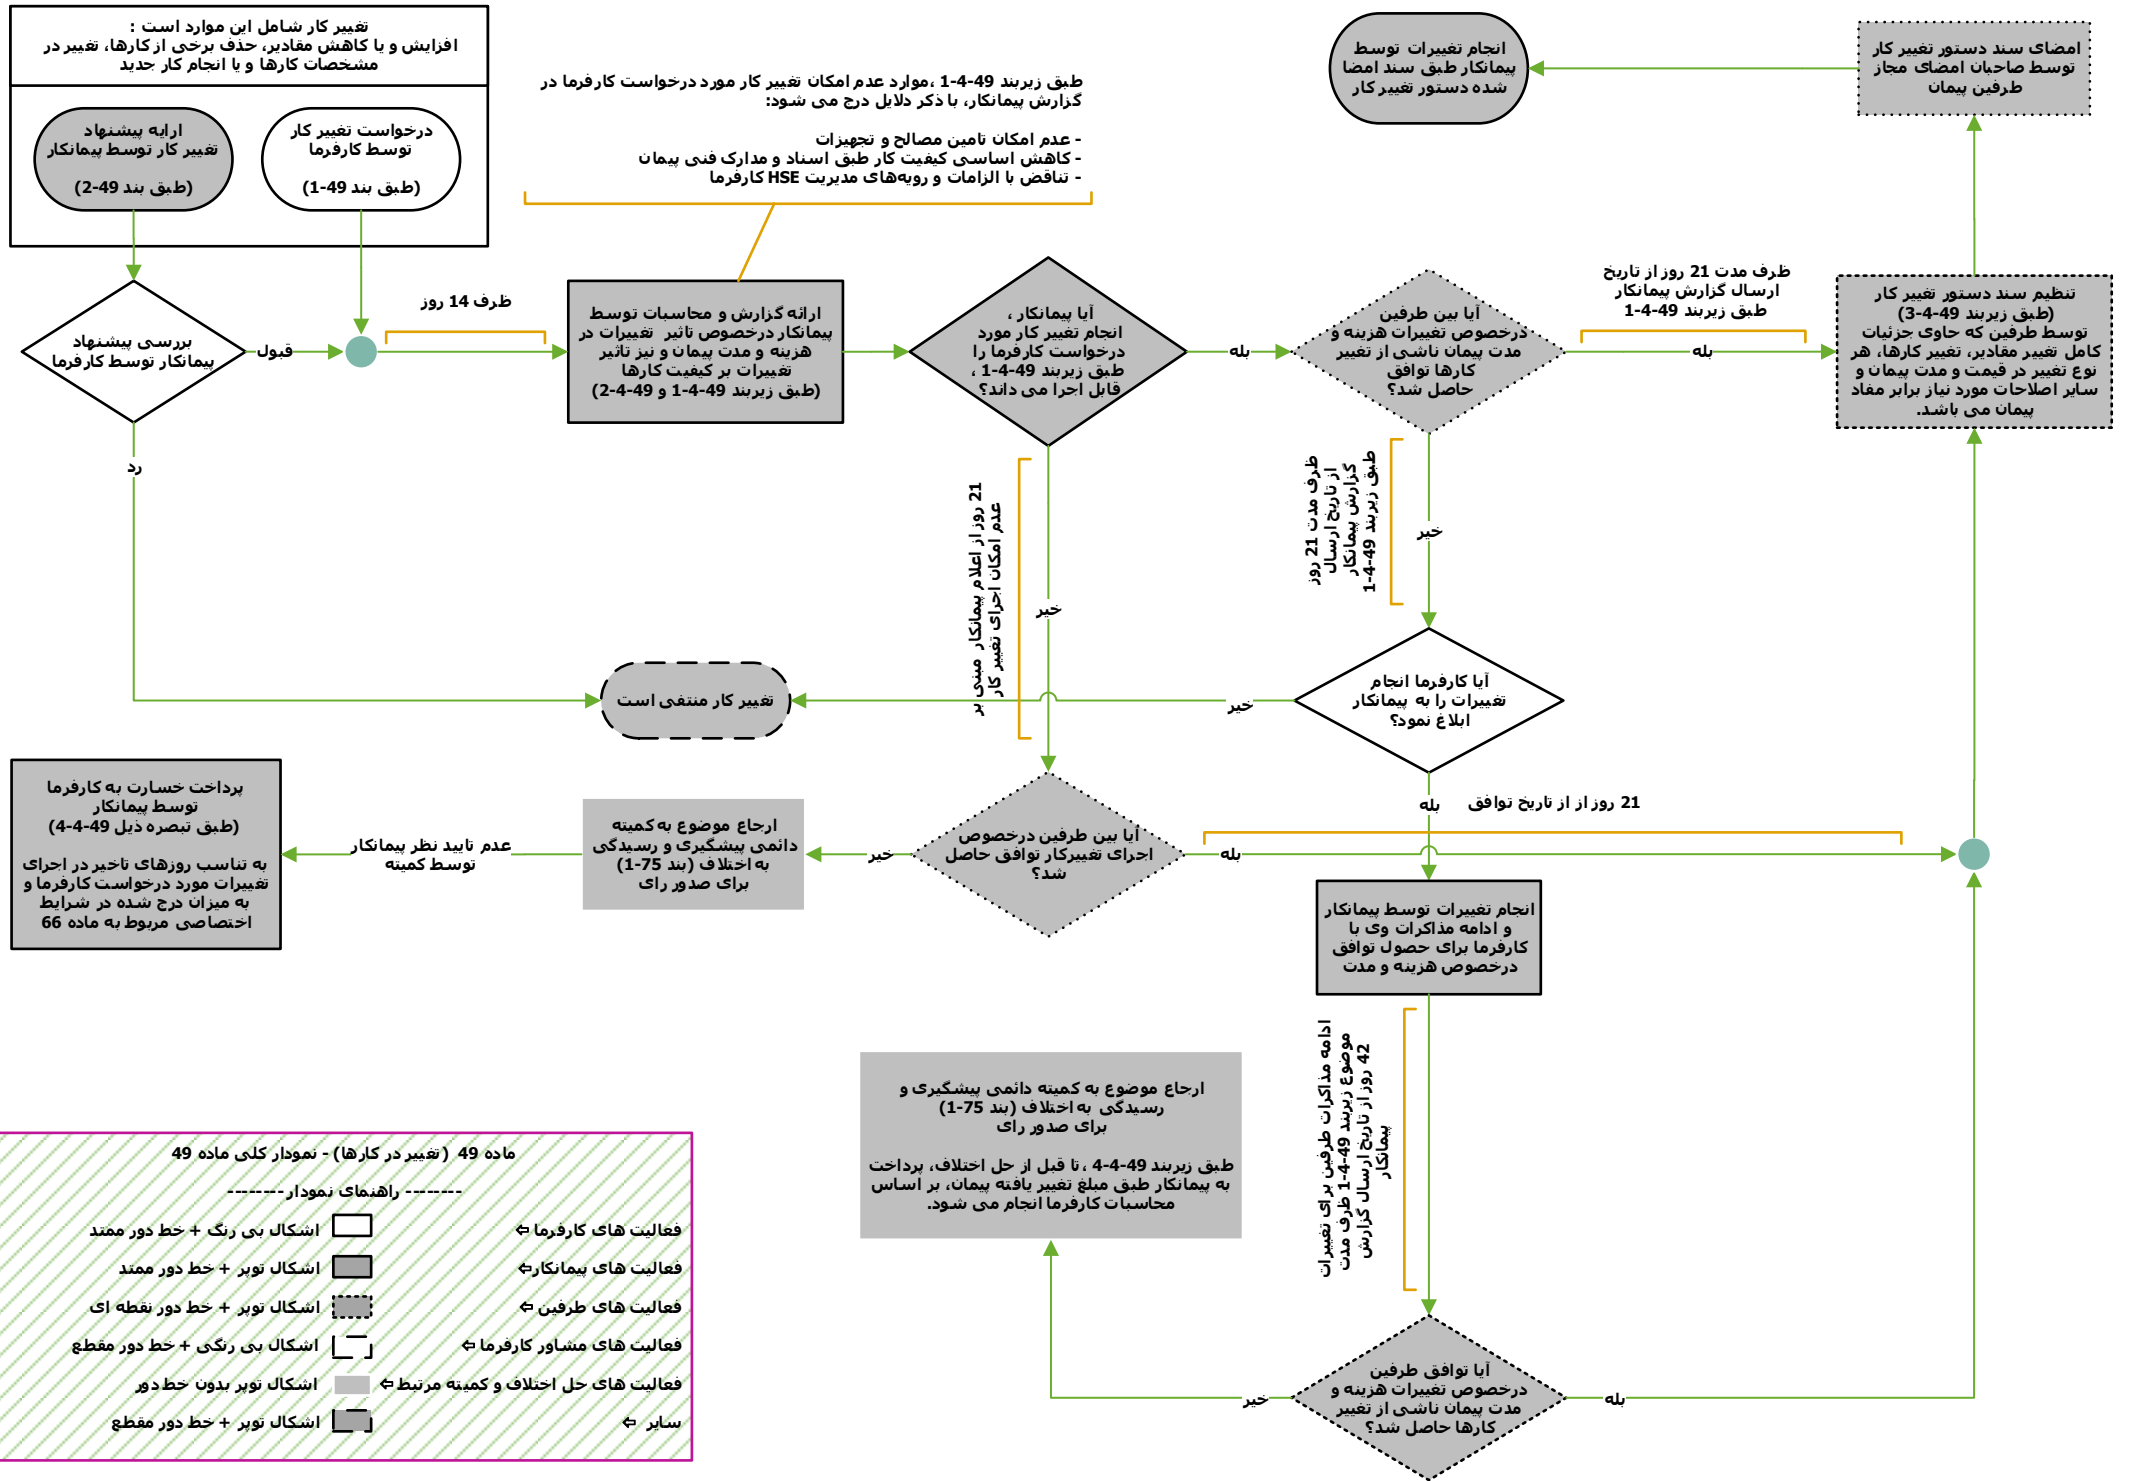 تغییر کار شامل این موارد است :
افزایش و یا کاهش مقادیر، حذف برخی از کارها، تغییر در
مشخصات کارها و یا انجام کار جدید
درخواست تغییر کار
توسط کارفرما
(طبق بند 49-1)
ارایه پیشنهاد
تغییر کار توسط پیمانکار
(طبق بند 49-2)
طبق زیربند 49-4-1 ،موارد عدم امکان تغییر کار مورد درخواست کارفرما در
گزارش پیمانکار، با ذکر دلایل درج می شود:
- عدم امکان تامین مصالح و تجهیزات
- کاهش اساسی کیفیت کار طبق اسناد و مدارک فنی پیمان
- تناقض با الزامات و رویه‌های مدیریت HSE کارفرما
انجام تغییرات توسط
پیمانکار طبق سند امضا
شده دستور تغییر کار
امضای سند دستور تغییر کار
توسط صاحبان امضای مجاز
طرفین پیمان
بررسی پیشنهاد
پیمانکار توسط کارفرما
قبول
رد
ظرف 14 روز
ارائه گزارش و محاسبات توسط
پیمانکار درخصوص تاثیر تغییرات در
هزینه و مدت پیمان و نیز تاثیر
تغییرات بر کیفیت کارها
(طبق زیربند 49-4-1 و 49-4-2)
آیا پیمانکار ،
انجام تغییر کار مورد
درخواست کارفرما را
طبق زیربند 49-4-1 ،
قابل اجرا می داند؟
بله
خیر
آیا بین طرفین
درخصوص تغییرات هزینه و
مدت پیمان ناشی از تغییر
کارها توافق
حاصل شد؟
ظرف مدت 21 روز از تاریخ
ارسال گزارش پیمانکار
طبق زیربند 49-4-1
بله
تنظیم سند دستور تغییر کار
(طبق زیربند 49-4-3)
توسط طرفین که حاوی جزئیات
کامل تغییر مقادیر، تغییر کارها، هر
نوع تغییر در قیمت و مدت پیمان و
سایر اصلاحات مورد نیاز برابر مفاد
پیمان می باشد.
ظرف مدت 21 روز
از تاریخ ارسال
گزارش پیمانکار
طبق زیربند 49-4-1
خیر
21 روز از اعلام پیمانکار مبنی بر
عدم امکان اجرای تغییر کار
تغییر کار منتفی است
خیر
آیا کارفرما انجام
تغییرات را به پیمانکار
ابلاغ نمود؟
بله
21 روز از از تاریخ توافق
پرداخت خسارت به کارفرما
توسط پیمانکار
(طبق تبصره ذیل 49-4-4)
به تناسب روزهای تاخیر در اجرای
تغییرات مورد درخواست کارفرما و
به میزان درج شده در شرایط
اختصاصی مربوط به ماده 66
عدم تایید نظر پیمانکار
توسط کمیته
ارجاع موضوع به کمیته
دائمی پیشگیری و رسیدگی
به اختلاف (بند 75-1)
برای صدور رای
خیر
آیا بین طرفین درخصوص
اجرای تغییرکار توافق حاصل
شد؟
بله
انجام تغییرات توسط پیمانکار
و ادامه مذاکرات وی با
کارفرما برای حصول توافق
درخصوص هزینه و مدت
ادامه مذاکرات طرفین برای تغییرات
موضوع زیربند 49-4-1 ظرف مدت
42 روز از تاریخ ارسال گزارش
پیمانکار
ارجاع موضوع به کمیته دائمی پیشگیری و
رسیدگی به اختلاف (بند 75-1)
برای صدور رای
طبق زیربند 49-4-4 ،تا قبل از حل اختلاف، پرداخت
به پیمانکار طبق مبلغ تغییر یافته پیمان، بر اساس
محاسبات کارفرما انجام می شود.
خیر
آیا توافق طرفین
درخصوص تغییرات هزینه و
مدت پیمان ناشی از تغییر
کارها حاصل شد؟
بله
ماده 49 (تغییر در کارها) - نمودار کلی ماده 49
-------- راهنمای نمودار --------
فعالیت های کارفرما ⇦ اشکال بی رنگ + خط دور ممتد
فعالیت های پیمانکار⇦ اشکال توپر + خط دور ممتد
فعالیت های طرفین ⇦ اشکال توپر + خط دور نقطه ای
فعالیت های مشاور کارفرما ⇦ اشکال بی رنگی + خط دور مقطع
فعالیت های حل اختلاف و کمیته مرتبط ⇦ اشکال توپر بدون خط دور
سایر ⇦ اشکال توپر + خط دور مقطع